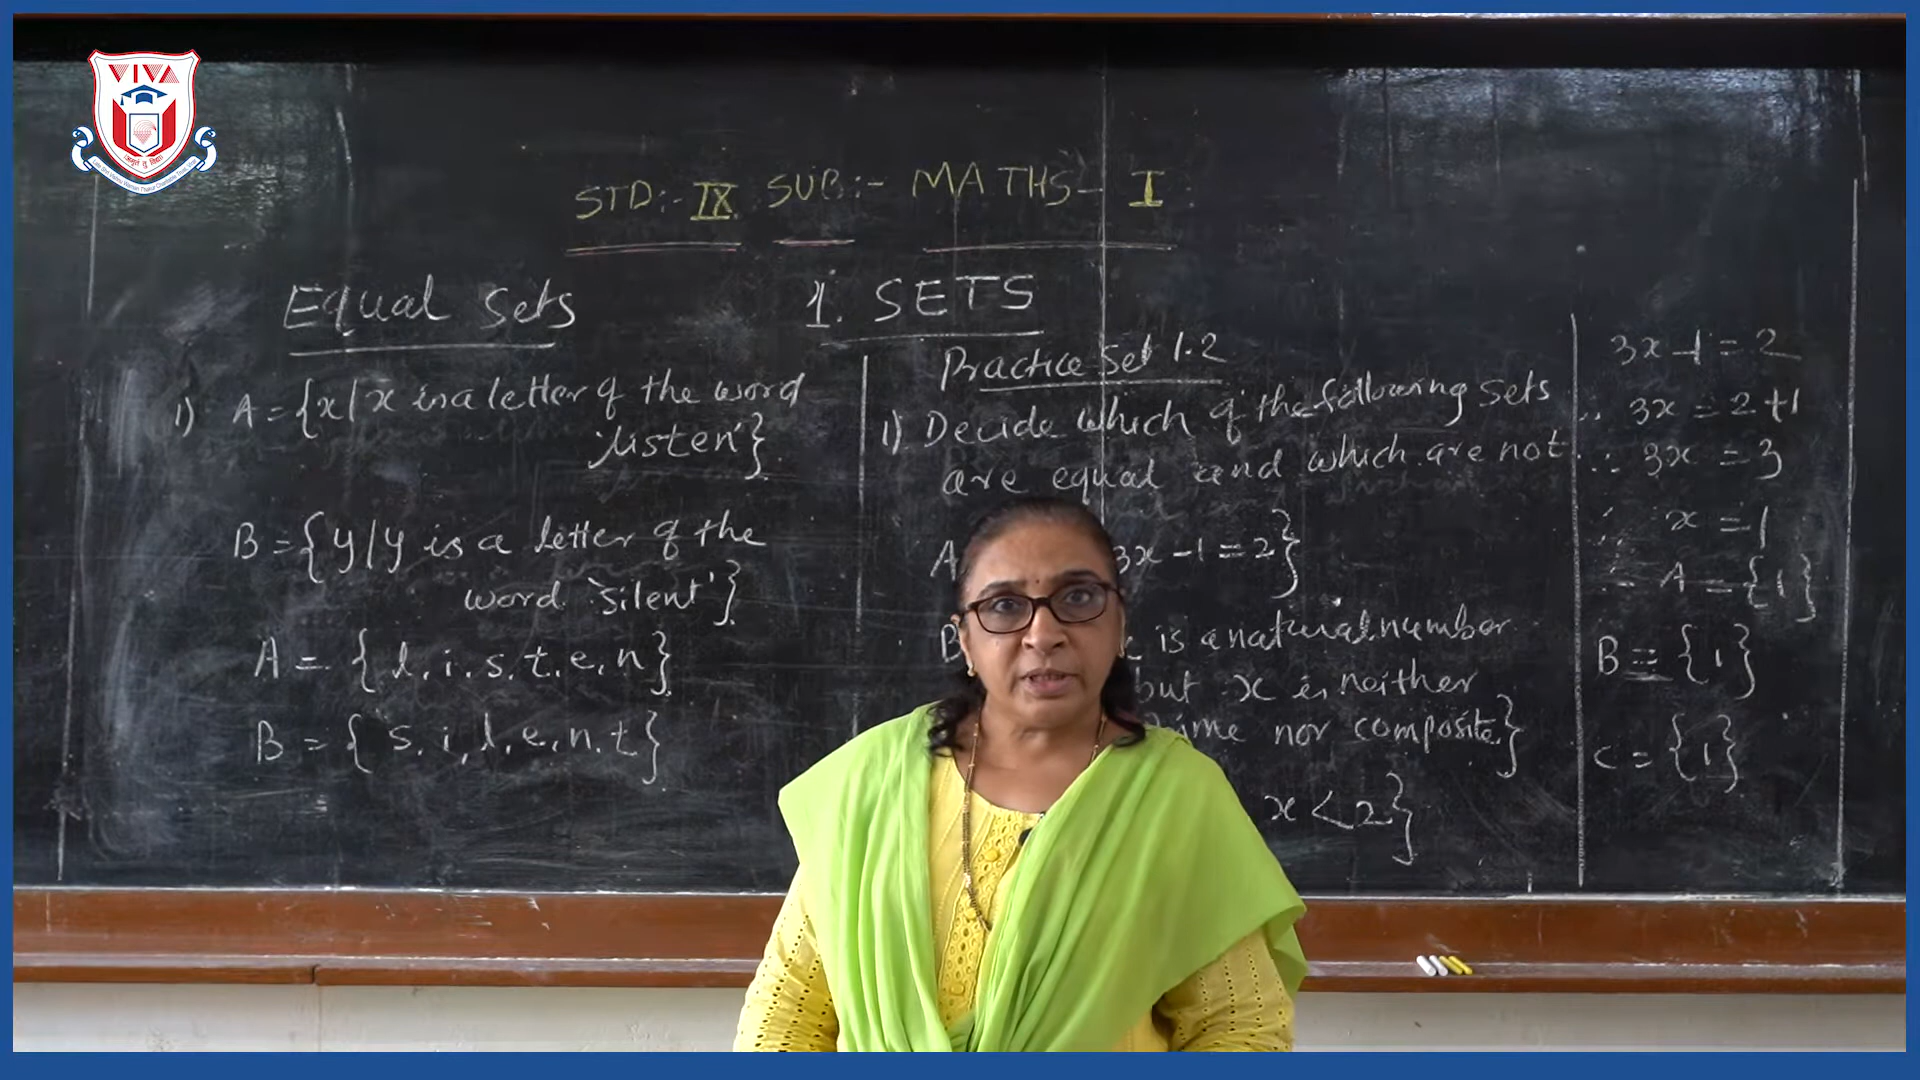 VIVA
STD:- IX SUB:- MATHS - I
Equal Sets
1) A = {x/x is a letter of the word
'listen'}
B = {y/y is a letter of the
word 'silent'}
A = {l, i, s, t, e, n}
B = {s, i, l, e, n, t}
1. SETS
Practice Set 1.2
1) Decide which of the following sets
are equal and which are not
A 3x - 1 = 2}
B is a natural number
but x is neither
nor composite}
x < 2}
3x - 1 = 2
∴ 3x = 2 + 1
∴ 3x = 3
∴ x = 1
∴ A = {1}
B = {1}
C = {1}